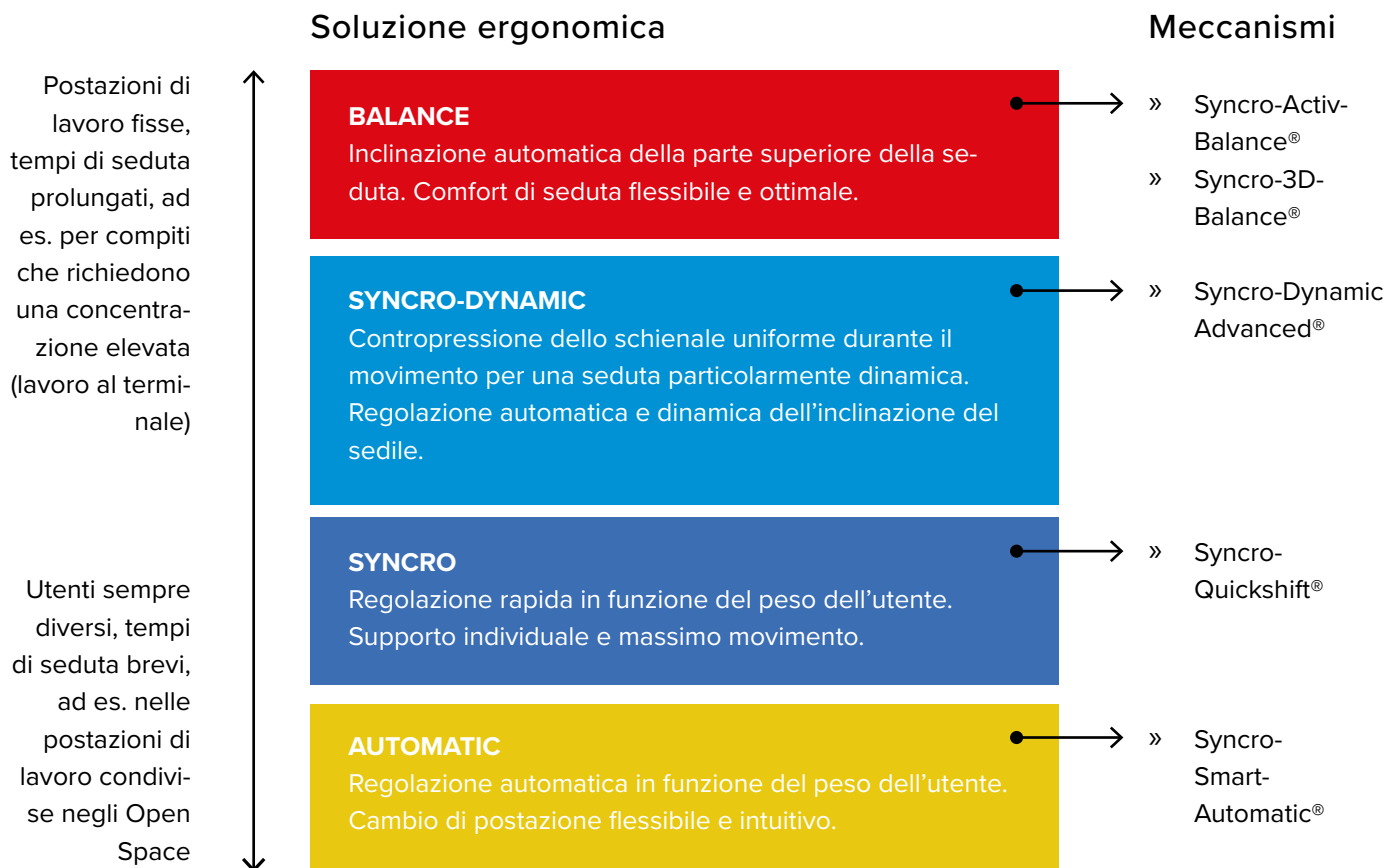 Soluzione ergonomica
Meccanismi
Postazioni di
lavoro fisse,
tempi di seduta
prolungati, ad
es. per compiti
che richiedono
una concentra-
zione elevata
(lavoro al termi-
nale)
Utenti sempre
diversi, tempi
di seduta brevi,
ad es. nelle
postazioni di
lavoro condivi-
se negli Open
Space
BALANCE
Inclinazione automatica della parte superiore della se-
duta. Comfort di seduta flessibile e ottimale.
» Syncro-Activ-
Balance®
» Syncro-3D-
Balance®
SYNCRO-DYNAMIC
Contropressione dello schienale uniforme durante il
movimento per una seduta particolarmente dinamica.
Regolazione automatica e dinamica dell’inclinazione del
sedile.
» Syncro-Dynamic
Advanced®
SYNCRO
Regolazione rapida in funzione del peso dell’utente.
Supporto individuale e massimo movimento.
» Syncro-
Quickshift®
AUTOMATIC
Regolazione automatica in funzione del peso dell’utente.
Cambio di postazione flessibile e intuitivo.
» Syncro-
Smart-
Automatic®